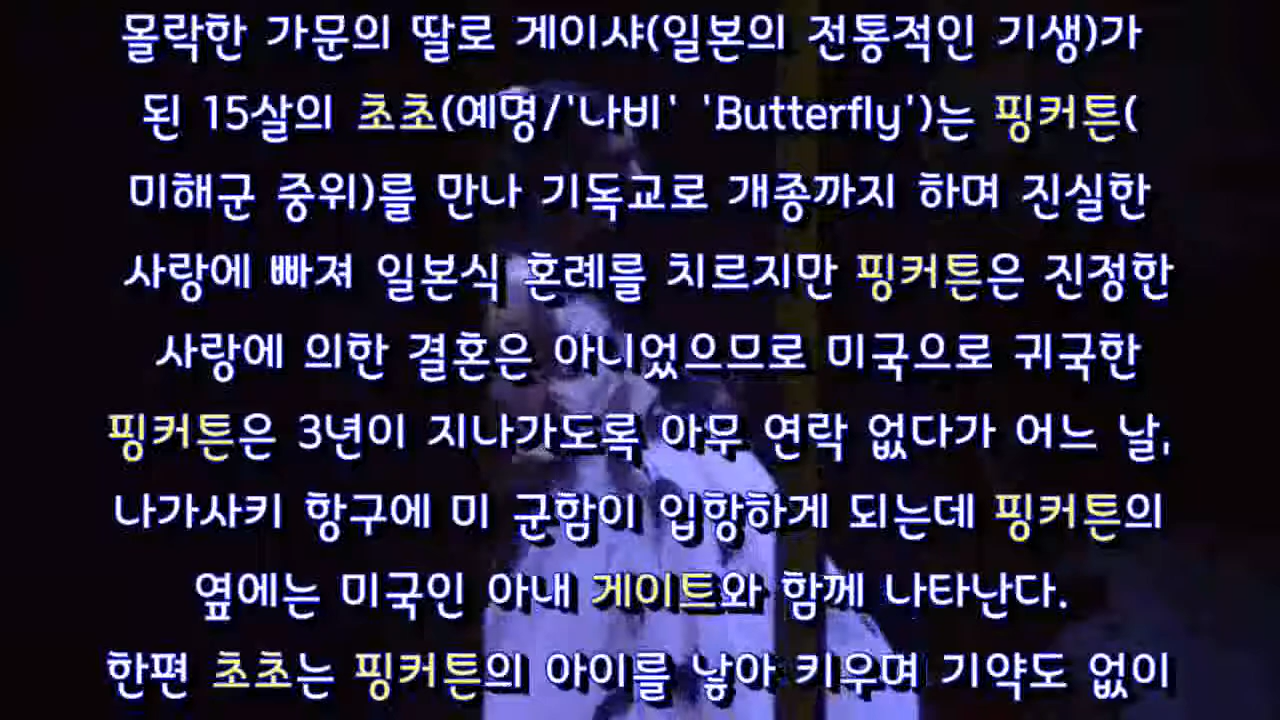 몰락한 가문의 딸로 게이샤(일본의 전통적인 기생)가
된 15살의 초초(예명/'나비' 'Butterfly')는 핑커튼(
미해군 중위)를 만나 기독교로 개종까지 하며 진실한
사랑에 빠져 일본식 혼례를 치르지만 핑커튼은 진정한
사랑에 의한 결혼은 아니었으므로 미국으로 귀국한
핑커튼은 3년이 지나가도록 아무 연락 없다가 어느 날,
나가사키 항구에 미 군함이 입항하게 되는데 핑커튼의
옆에는 미국인 아내 게이트와 함께 나타난다.
한편 초초는 핑커튼의 아이를 낳아 키우며 기약도 없이